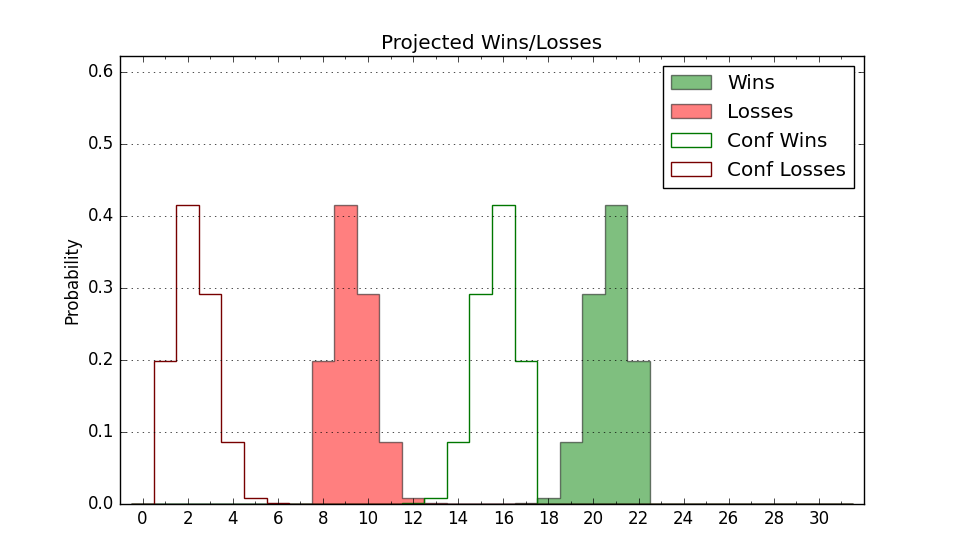 Projected Wins/Losses
Probability
0.6
0.5
0.4
0.3
0.2
0.1
0.0
0 2 4 6 8 10 12 14 16 18 20 22 24 26 28 30
Wins
Losses
Conf Wins
Conf Losses